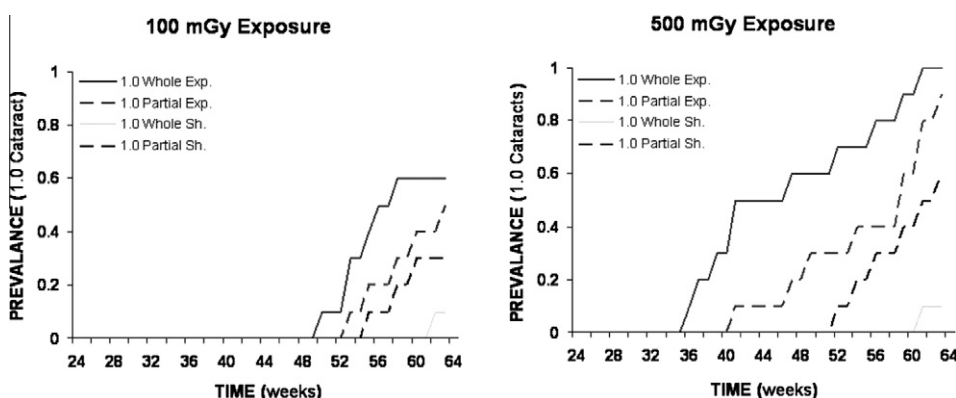 100 mGy Exposure
1
0.8
0.6
0.4
0.2
0
PREVALANCE (1.0 Cataract)
1.0 Whole Exp.
1.0 Partial Exp.
1.0 Whole Sh.
1.0 Partial Sh.
24 28 32 36 40 44 48 52 56 60 64
TIME (weeks)
500 mGy Exposure
1
0.8
0.6
0.4
0.2
0
PREVALANCE (1.0 Cataracts)
1.0 Whole Exp.
1.0 Partial Exp.
1.0 Whole Sh.
1.0 Partial Sh.
24 28 32 36 40 44 48 52 56 60 64
TIME (weeks)